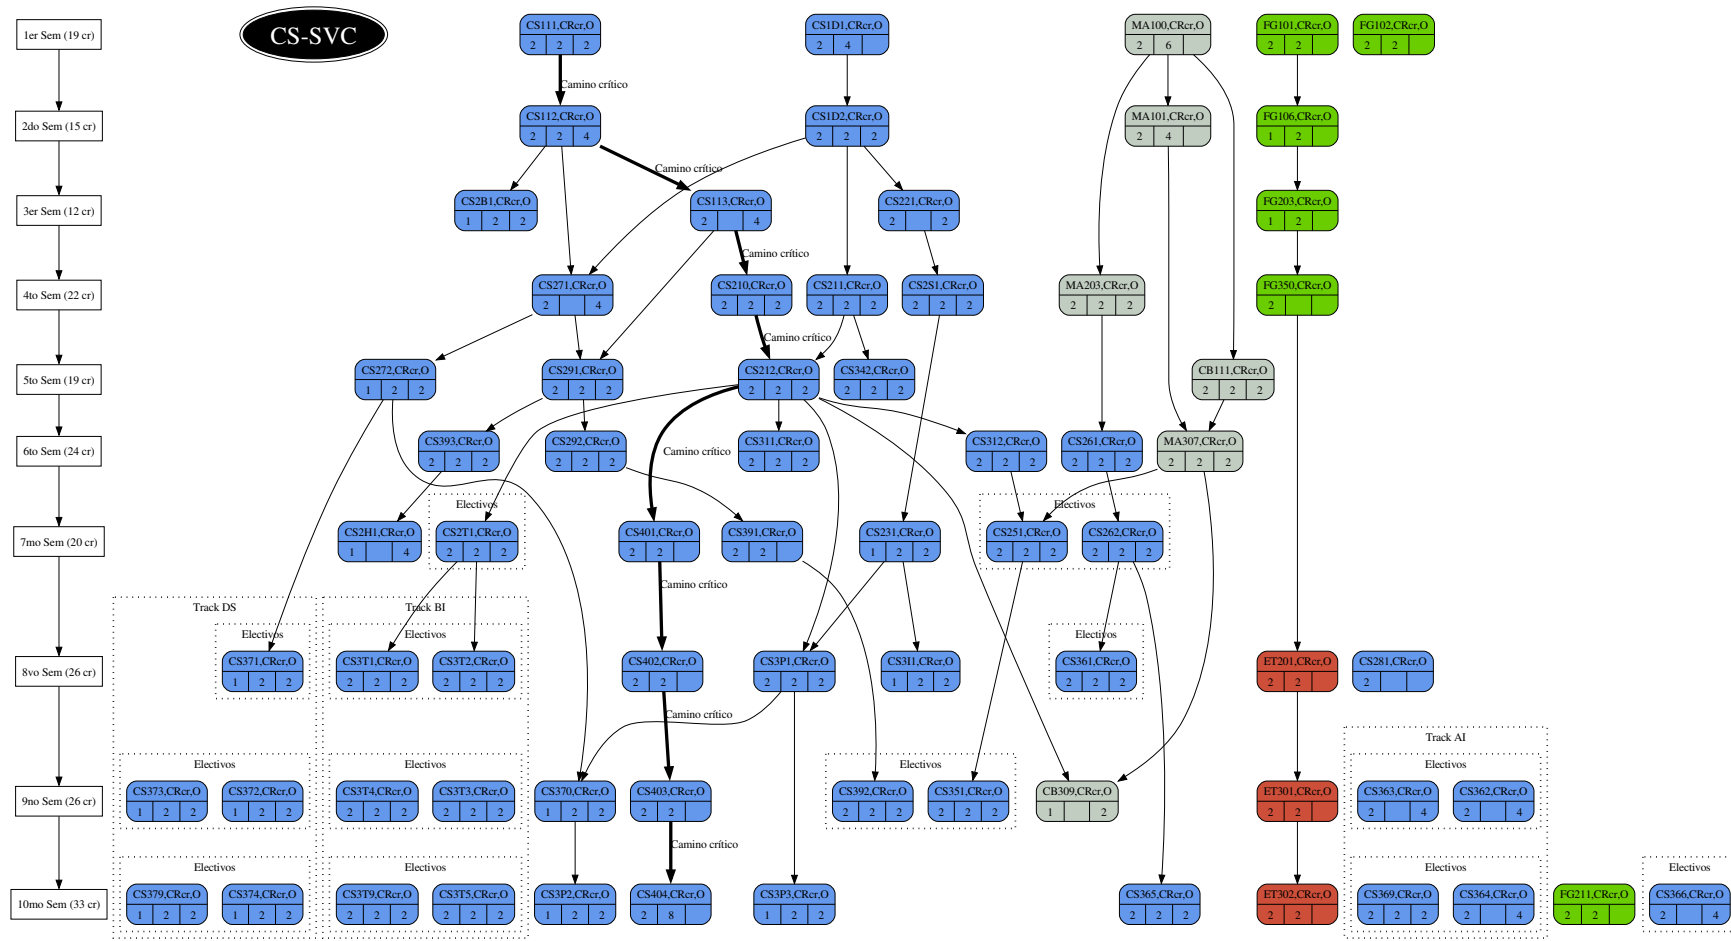 CS-SVC
1er Sem (19 cr)
CS111,CRcr,O
2 2 2
CS1D1,CRcr,O
2 4
MA100,CRcr,O
2 6
FG101,CRcr,O
2 2
FG102,CRcr,O
2 2
Camino crítico
2do Sem (15 cr)
CS112,CRcr,O
2 2 4
CS1D2,CRcr,O
2 2 2
MA101,CRcr,O
2 4
FG106,CRcr,O
1 2
Camino crítico
3er Sem (12 cr)
CS2B1,CRcr,O
1 2 2
CS113,CRcr,O
2 4
CS221,CRcr,O
2 2
FG203,CRcr,O
1 2
Camino crítico
4to Sem (22 cr)
CS271,CRcr,O
2 4
CS210,CRcr,O
2 2 2
CS211,CRcr,O
2 2 2
CS2S1,CRcr,O
2 2 2
MA203,CRcr,O
2 2 2
FG350,CRcr,O
2
Camino crítico
5to Sem (19 cr)
CS272,CRcr,O
1 2 2
CS291,CRcr,O
2 2 2
CS212,CRcr,O
2 2 2
CS342,CRcr,O
2 2 2
CB111,CRcr,O
2 2 2
6to Sem (24 cr)
CS393,CRcr,O
2 2 2
CS292,CRcr,O
2 2 2
Camino crítico
CS311,CRcr,O
2 2 2
CS312,CRcr,O
2 2 2
CS261,CRcr,O
2 2 2
MA307,CRcr,O
2 2 2
Electivos
Electivos
7mo Sem (20 cr)
CS2H1,CRcr,O
1 4
CS2T1,CRcr,O
2 2 2
CS401,CRcr,O
2 2
CS391,CRcr,O
2 2
CS231,CRcr,O
1 2 2
CS251,CRcr,O
2 2 2
CS262,CRcr,O
2 2 2
Camino crítico
Track DS
Track BI
Electivos
Electivos
Electivos
8vo Sem (26 cr)
CS371,CRcr,O
1 2 2
CS3T1,CRcr,O
2 2 2
CS3T2,CRcr,O
2 2 2
CS402,CRcr,O
2 2
CS3P1,CRcr,O
2 2 2
CS3I1,CRcr,O
1 2 2
CS361,CRcr,O
2 2 2
ET201,CRcr,O
2 2
CS281,CRcr,O
2
Camino crítico
Track AI
Electivos
Electivos
Electivos
Electivos
9no Sem (26 cr)
CS373,CRcr,O
1 2 2
CS372,CRcr,O
1 2 2
CS3T4,CRcr,O
2 2 2
CS3T3,CRcr,O
2 2 2
CS370,CRcr,O
1 2 2
CS403,CRcr,O
2 2
CS392,CRcr,O
2 2 2
CS351,CRcr,O
2 2 2
CB309,CRcr,O
1 2
ET301,CRcr,O
2 2
CS363,CRcr,O
2 4
CS362,CRcr,O
2 4
Camino crítico
Electivos
Electivos
Electivos
Electivos
10mo Sem (33 cr)
CS379,CRcr,O
1 2 2
CS374,CRcr,O
1 2 2
CS3T9,CRcr,O
2 2 2
CS3T5,CRcr,O
2 2 2
CS3P2,CRcr,O
1 2 2
CS404,CRcr,O
2 8
CS3P3,CRcr,O
1 2 2
CS365,CRcr,O
2 2 2
ET302,CRcr,O
2 2
CS369,CRcr,O
2 2 2
CS364,CRcr,O
2 4
FG211,CRcr,O
2 2
CS366,CRcr,O
2 4